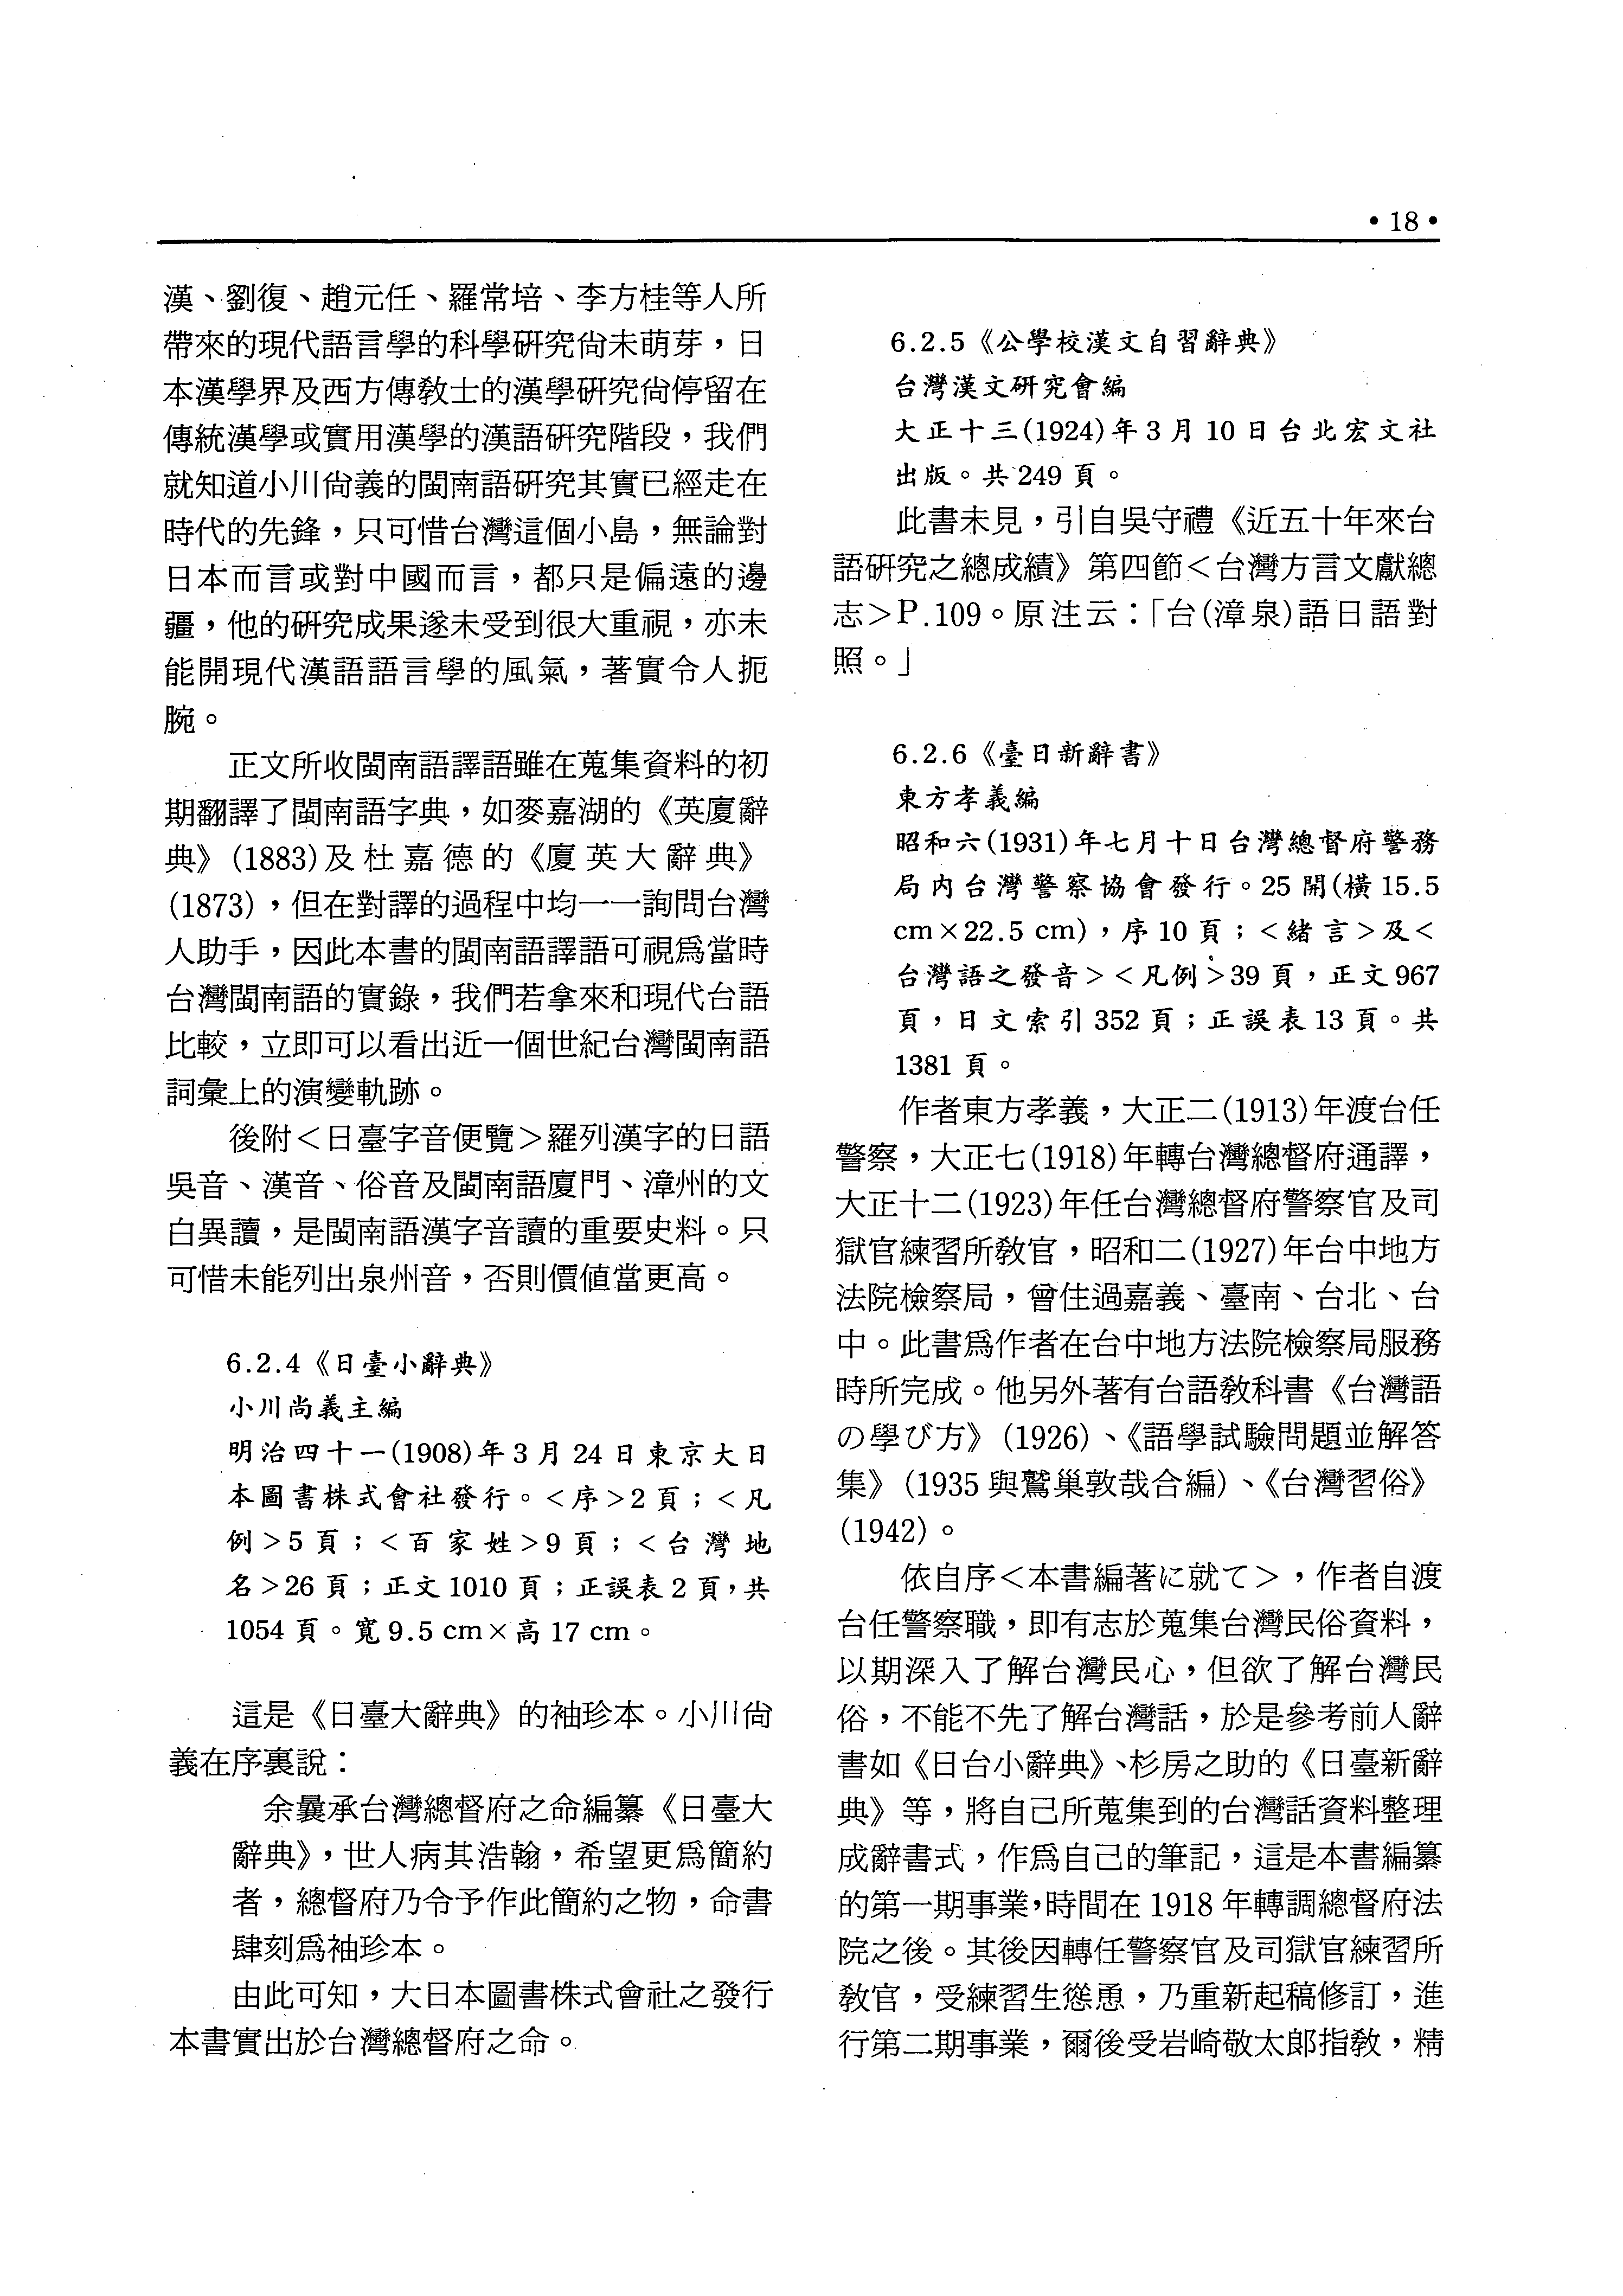 •18•
漢、劉復、趙元任、羅常培、李方桂等人所
帶來的現代語言學的科學研究尙未萌芽，日
本漢學界及西方傳敎士的漢學研究尙停留在
傳統漢學或實用漢學的漢語研究階段，我們
就知道小川尙義的閩南語研究其實已經走在
時代的先鋒，只可惜台灣這個小島，無論對
日本而言或對中國而言，都只是偏遠的邊
疆，他的研究成果遂未受到很大重視，亦未
能開現代漢語語言學的風氣，著實令人扼
腕。
正文所收閩南語譯語雖在蒐集資料的初
期翻譯了閩南語字典，如麥嘉湖的《英廈辭
典》(1883)及杜嘉德的《廈英大辭典》
(1873)，但在對譯的過程中均一一詢問台灣
人助手，因此本書的閩南語譯語可視爲當時
台灣閩南語的實錄，我們若拿來和現代台語
比較，立即可以看出近一個世紀台灣閩南語
詞彙上的演變軌跡。
後附＜日臺字音便覽＞羅列漢字的日語
吳音、漢音、俗音及閩南語廈門、漳州的文
白異讀，是閩南語漢字音讀的重要史料。只
可惜未能列出泉州音，否則價値當更高。
6.2.4《日臺小辭典》
小川尚義主編
明治四十一(1908)年3月24日東京大日
本圖書株式會社發行。＜序＞2頁；＜凡
例＞5頁；＜百家姓＞9頁；＜台灣地
名＞26頁；正文1010頁；正誤表2頁，共
1054頁。寬9.5 cm×高17 cm。
這是《日臺大辭典》的袖珍本。小川尙
義在序裏說：
余曩承台灣總督府之命編纂《日臺大
辭典》，世人病其浩翰，希望更爲簡約
者，總督府乃令予作此簡約之物，命書
肆刻爲袖珍本。
由此可知，大日本圖書株式會社之發行
本書實出於台灣總督府之命。
6.2.5《公學校漢文自習辭典》
台灣漢文研究會編
大正十三(1924)年3月10日台北宏文社
出版。共249頁。
此書未見，引自吳守禮《近五十年來台
語研究之總成績》第四節＜台灣方言文獻總
志＞P.109。原注云：「台(漳泉)語日語對
照。」
6.2.6《臺日新辭書》
東方孝義編
昭和六(1931)年七月十日台灣總督府警務
局內台灣警察協會發行。25開(橫15.5
cm×22.5 cm)，序10頁；＜緒言＞及＜
台灣語之發音＞＜凡例＞39頁，正文967
頁，日文索引352頁；正誤表13頁。共
1381頁。
作者東方孝義，大正二(1913)年渡台任
警察，大正七(1918)年轉台灣總督府通譯，
大正十二(1923)年任台灣總督府警察官及司
獄官練習所敎官，昭和二(1927)年台中地方
法院檢察局，曾住過嘉義、臺南、台北、台
中。此書爲作者在台中地方法院檢察局服務
時所完成。他另外著有台語敎科書《台灣語
の學び方》(1926)、《語學試驗問題並解答
集》(1935與鷲巢敦哉合編)、《台灣習俗》
(1942)。
依自序＜本書編著に就て＞，作者自渡
台任警察職，即有志於蒐集台灣民俗資料，
以期深入了解台灣民心，但欲了解台灣民
俗，不能不先了解台灣話，於是參考前人辭
書如《日台小辭典》、杉房之助的《日臺新辭
典》等，將自己所蒐集到的台灣話資料整理
成辭書式，作爲自己的筆記，這是本書編纂
的第一期事業，時間在1918年轉調總督府法
院之後。其後因轉任警察官及司獄官練習所
敎官，受練習生慫恿，乃重新起稿修訂，進
行第二期事業，爾後受岩崎敬太郎指敎，精